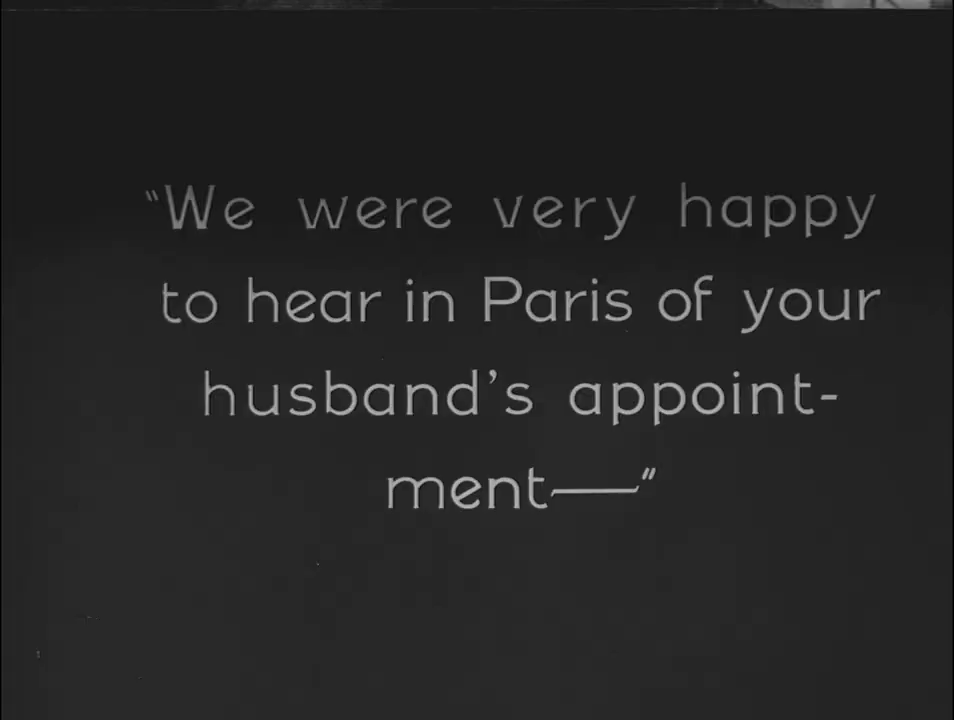 "We were very happy
to hear in Paris of your
husband's appoint-
ment—"